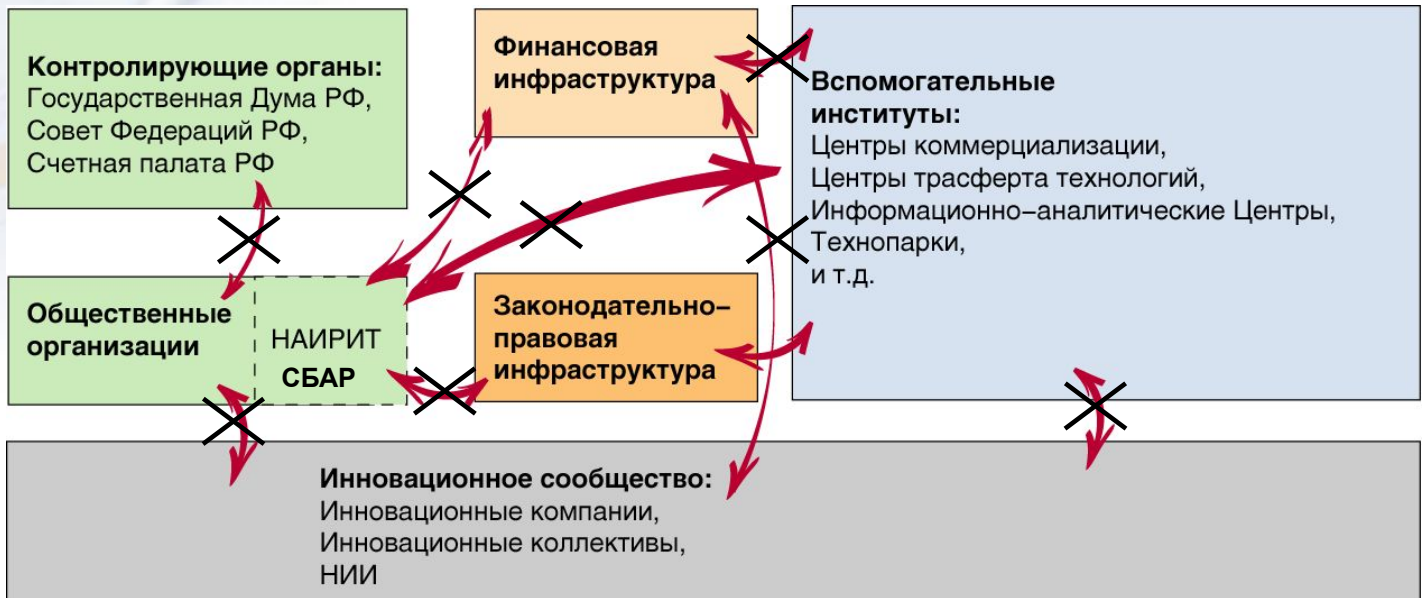 Контролирующие органы:
Государственная Дума РФ,
Совет Федераций РФ,
Счетная палата РФ
Финансовая
инфраструктура
Вспомогательные
институты:
Центры коммерциализации,
Центры трасферта технологий,
Информационно–аналитические Центры,
Технопарки,
и т.д.
Общественные
организации
НАИРИТ
СБАР
Законодательно–
правовая
инфраструктура
Инновационное сообщество:
Инновационные компании,
Инновационные коллективы,
НИИ